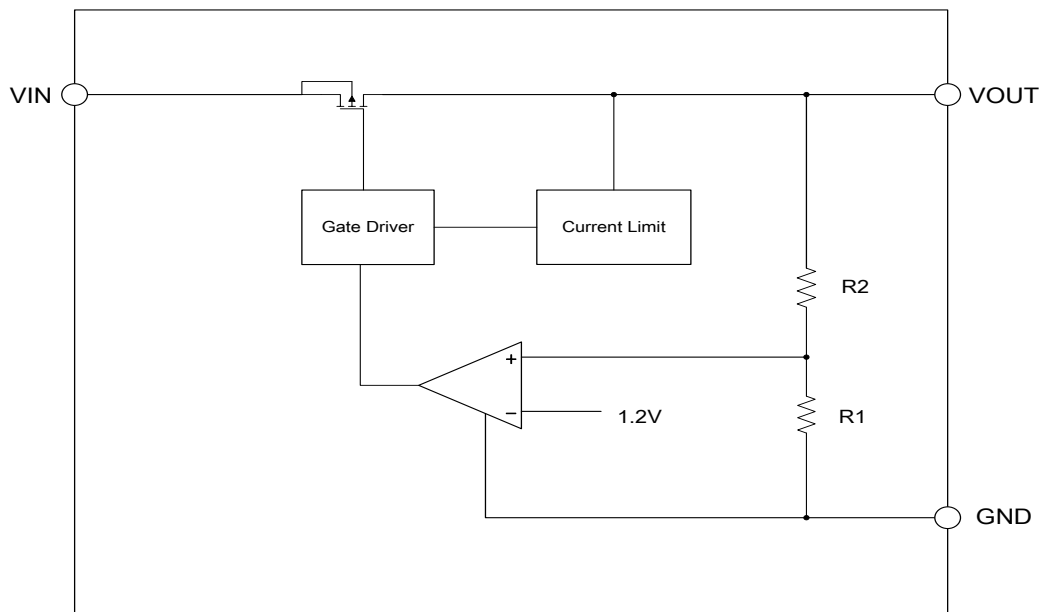 VIN
VOUT
Gate Driver
Current Limit
R2
+
−
1.2V
R1
GND